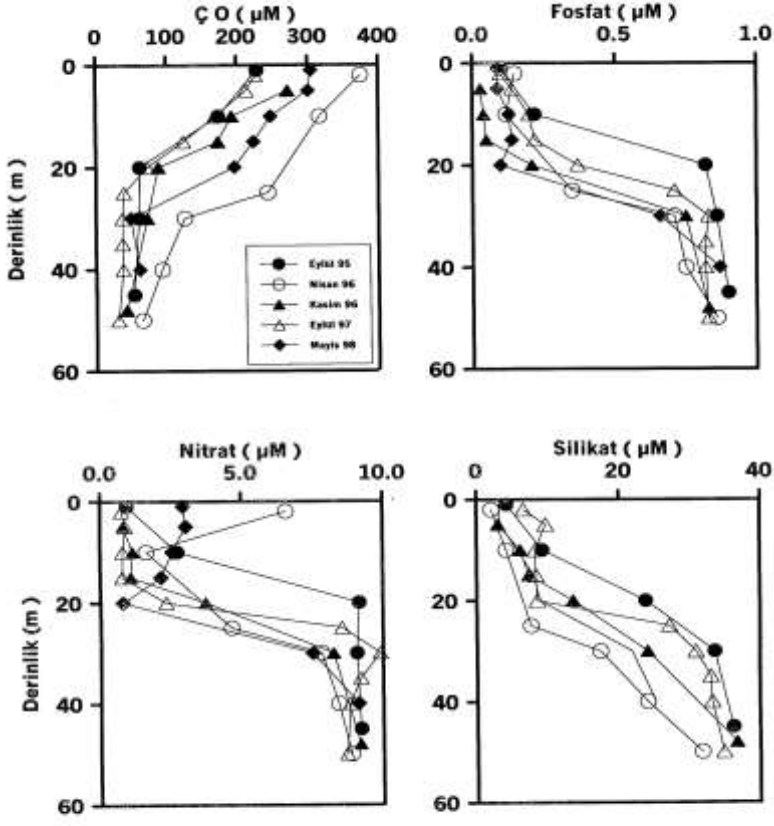 Ç O ( µM )
0 100 200 300 400
0
20
40
60
Derinlik ( m )
Eylül 95
Nisan 96
Kasim 96
Eylül 97
Mayis 98
Fosfat ( µM )
0.0 0.5 1.0
0
20
40
60
Nitrat ( µM )
0.0 5.0 10.0
0
20
40
60
Derinlik (m )
Silikat ( µM )
0 20 40
0
20
40
60